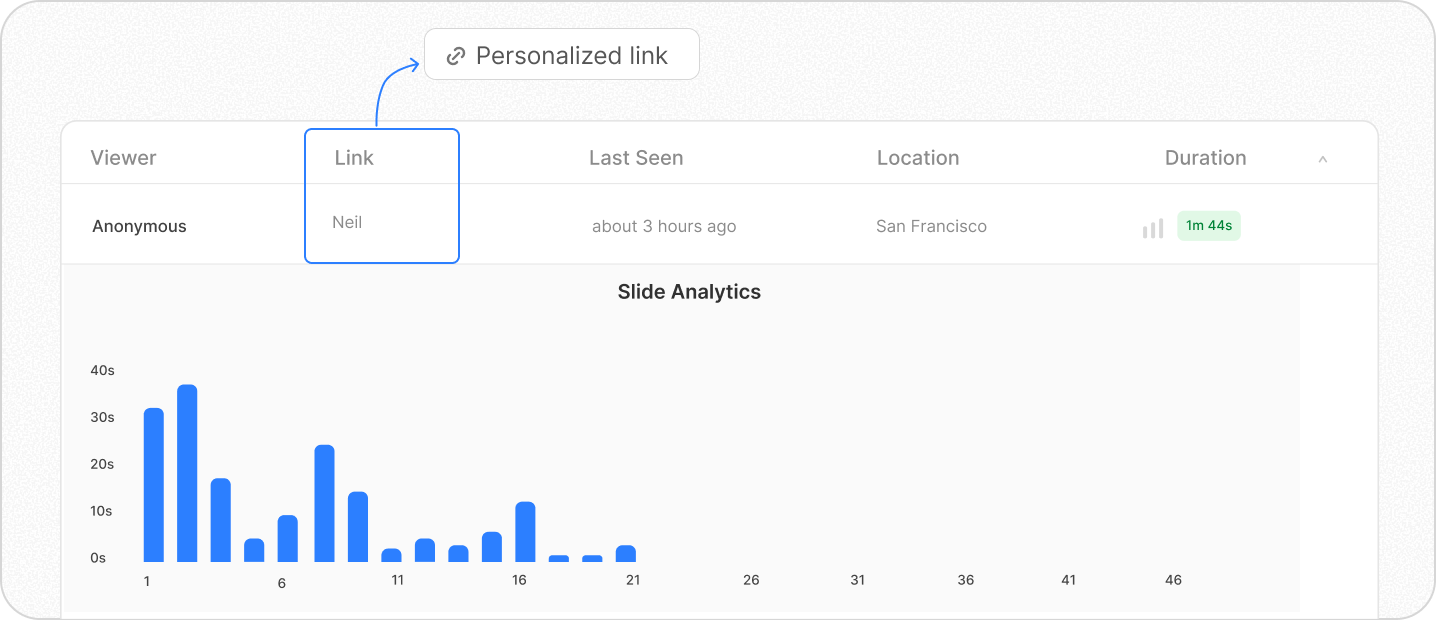 Personalized link
Viewer Link Last Seen Location Duration
Anonymous Neil about 3 hours ago San Francisco 1m 44s
Slide Analytics
40s
30s
20s
10s
0s
1 6 11 16 21 26 31 36 41 46